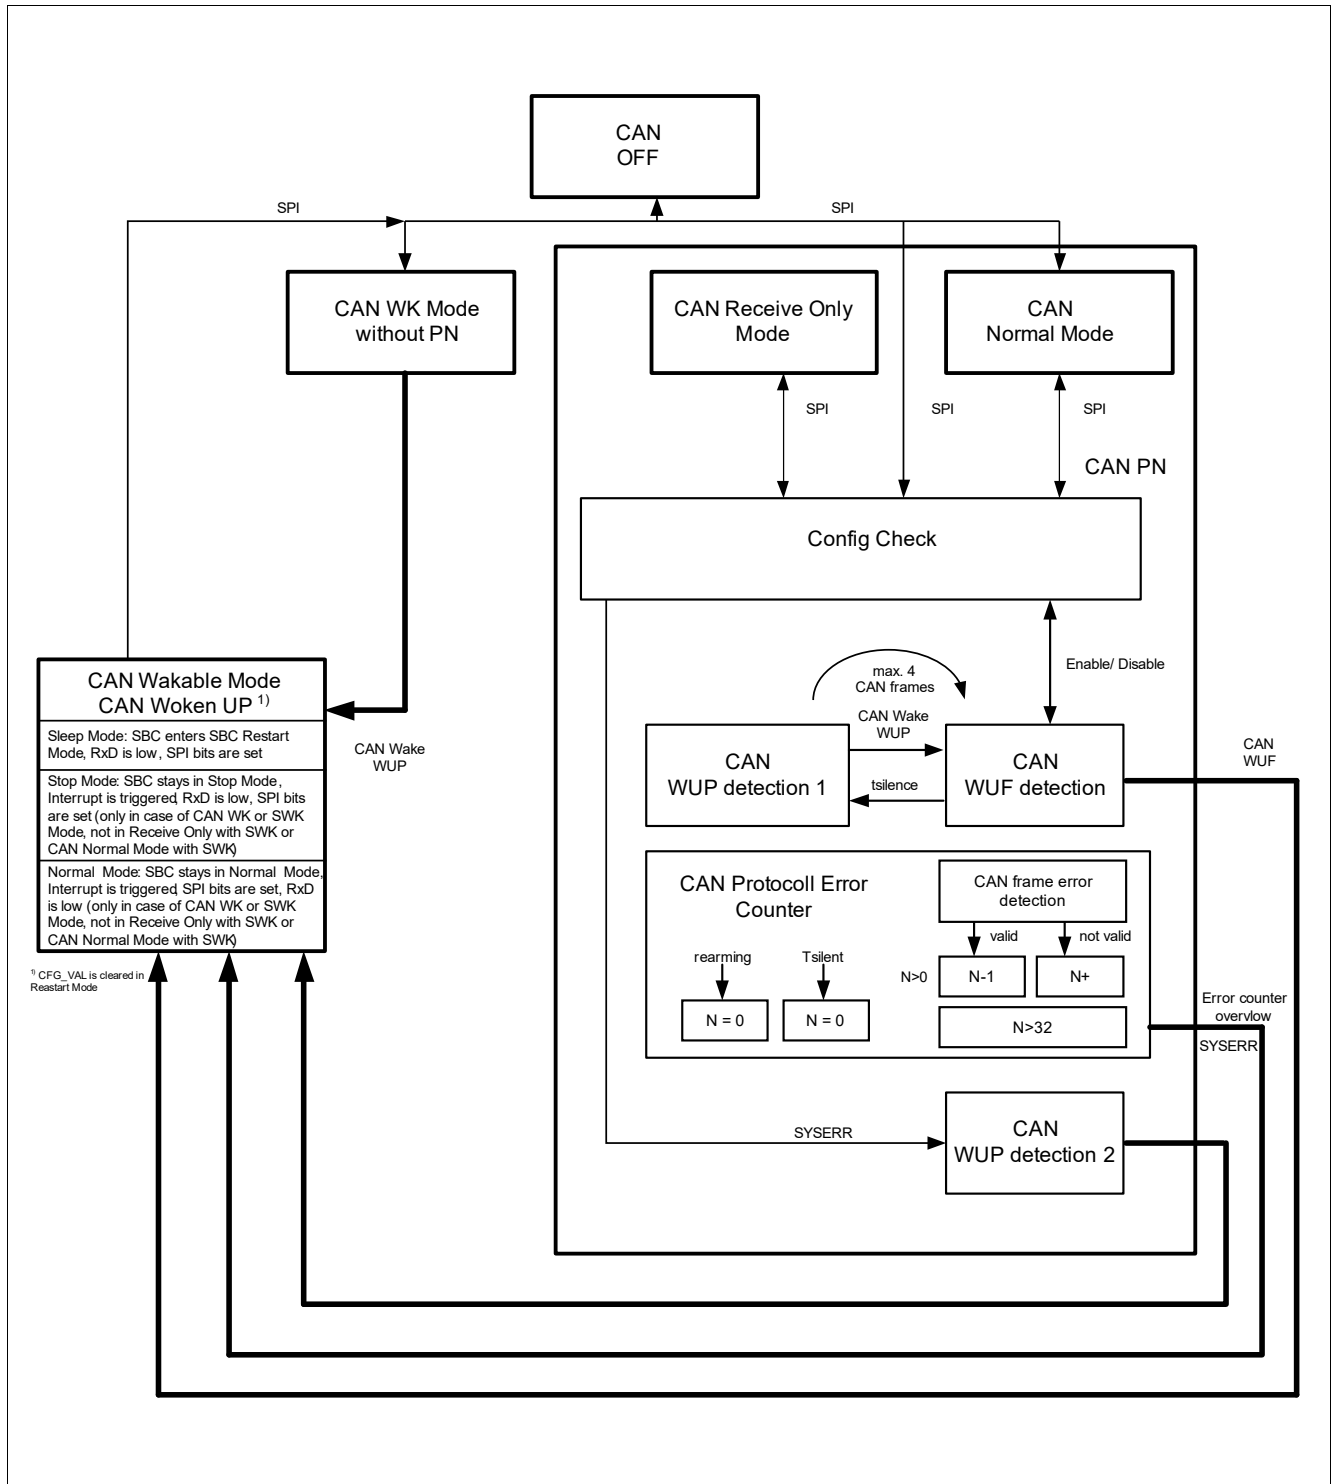 CAN
OFF
SPI
SPI
CAN WK Mode
without PN
CAN Receive Only
Mode
CAN
Normal Mode
SPI
SPI
SPI
CAN PN
Config Check
Enable/ Disable
max. 4
CAN frames
CAN Wake
WUP
CAN
WUP detection 1
tsilence
CAN
WUF detection
CAN
WUF
CAN Wakable Mode
CAN Woken UP 1)
Sleep Mode: SBC enters SBC Restart
Mode, RxD is low, SPI bits are set
Stop Mode: SBC stays in Stop Mode,
Interrupt is triggered, RxD is low, SPI bits
are set (only in case of CAN WK or SWK
Mode, not in Receive Only with SWK or
CAN Normal Mode with SWK)
Normal Mode: SBC stays in Normal Mode,
Interrupt is triggered, SPI bits are set, RxD
is low (only in case of CAN WK or SWK
Mode, not in Receive Only with SWK or
CAN Normal Mode with SWK)
1) CFG_VAL is cleared in
Reastart Mode
CAN Wake
WUP
CAN Protocoll Error
Counter
CAN frame error
detection
valid
not valid
rearming
Tsilent
N>0
N-1
N+
N = 0
N = 0
N>32
Error counter
overvlow
SYSERR
SYSERR
CAN
WUP detection 2